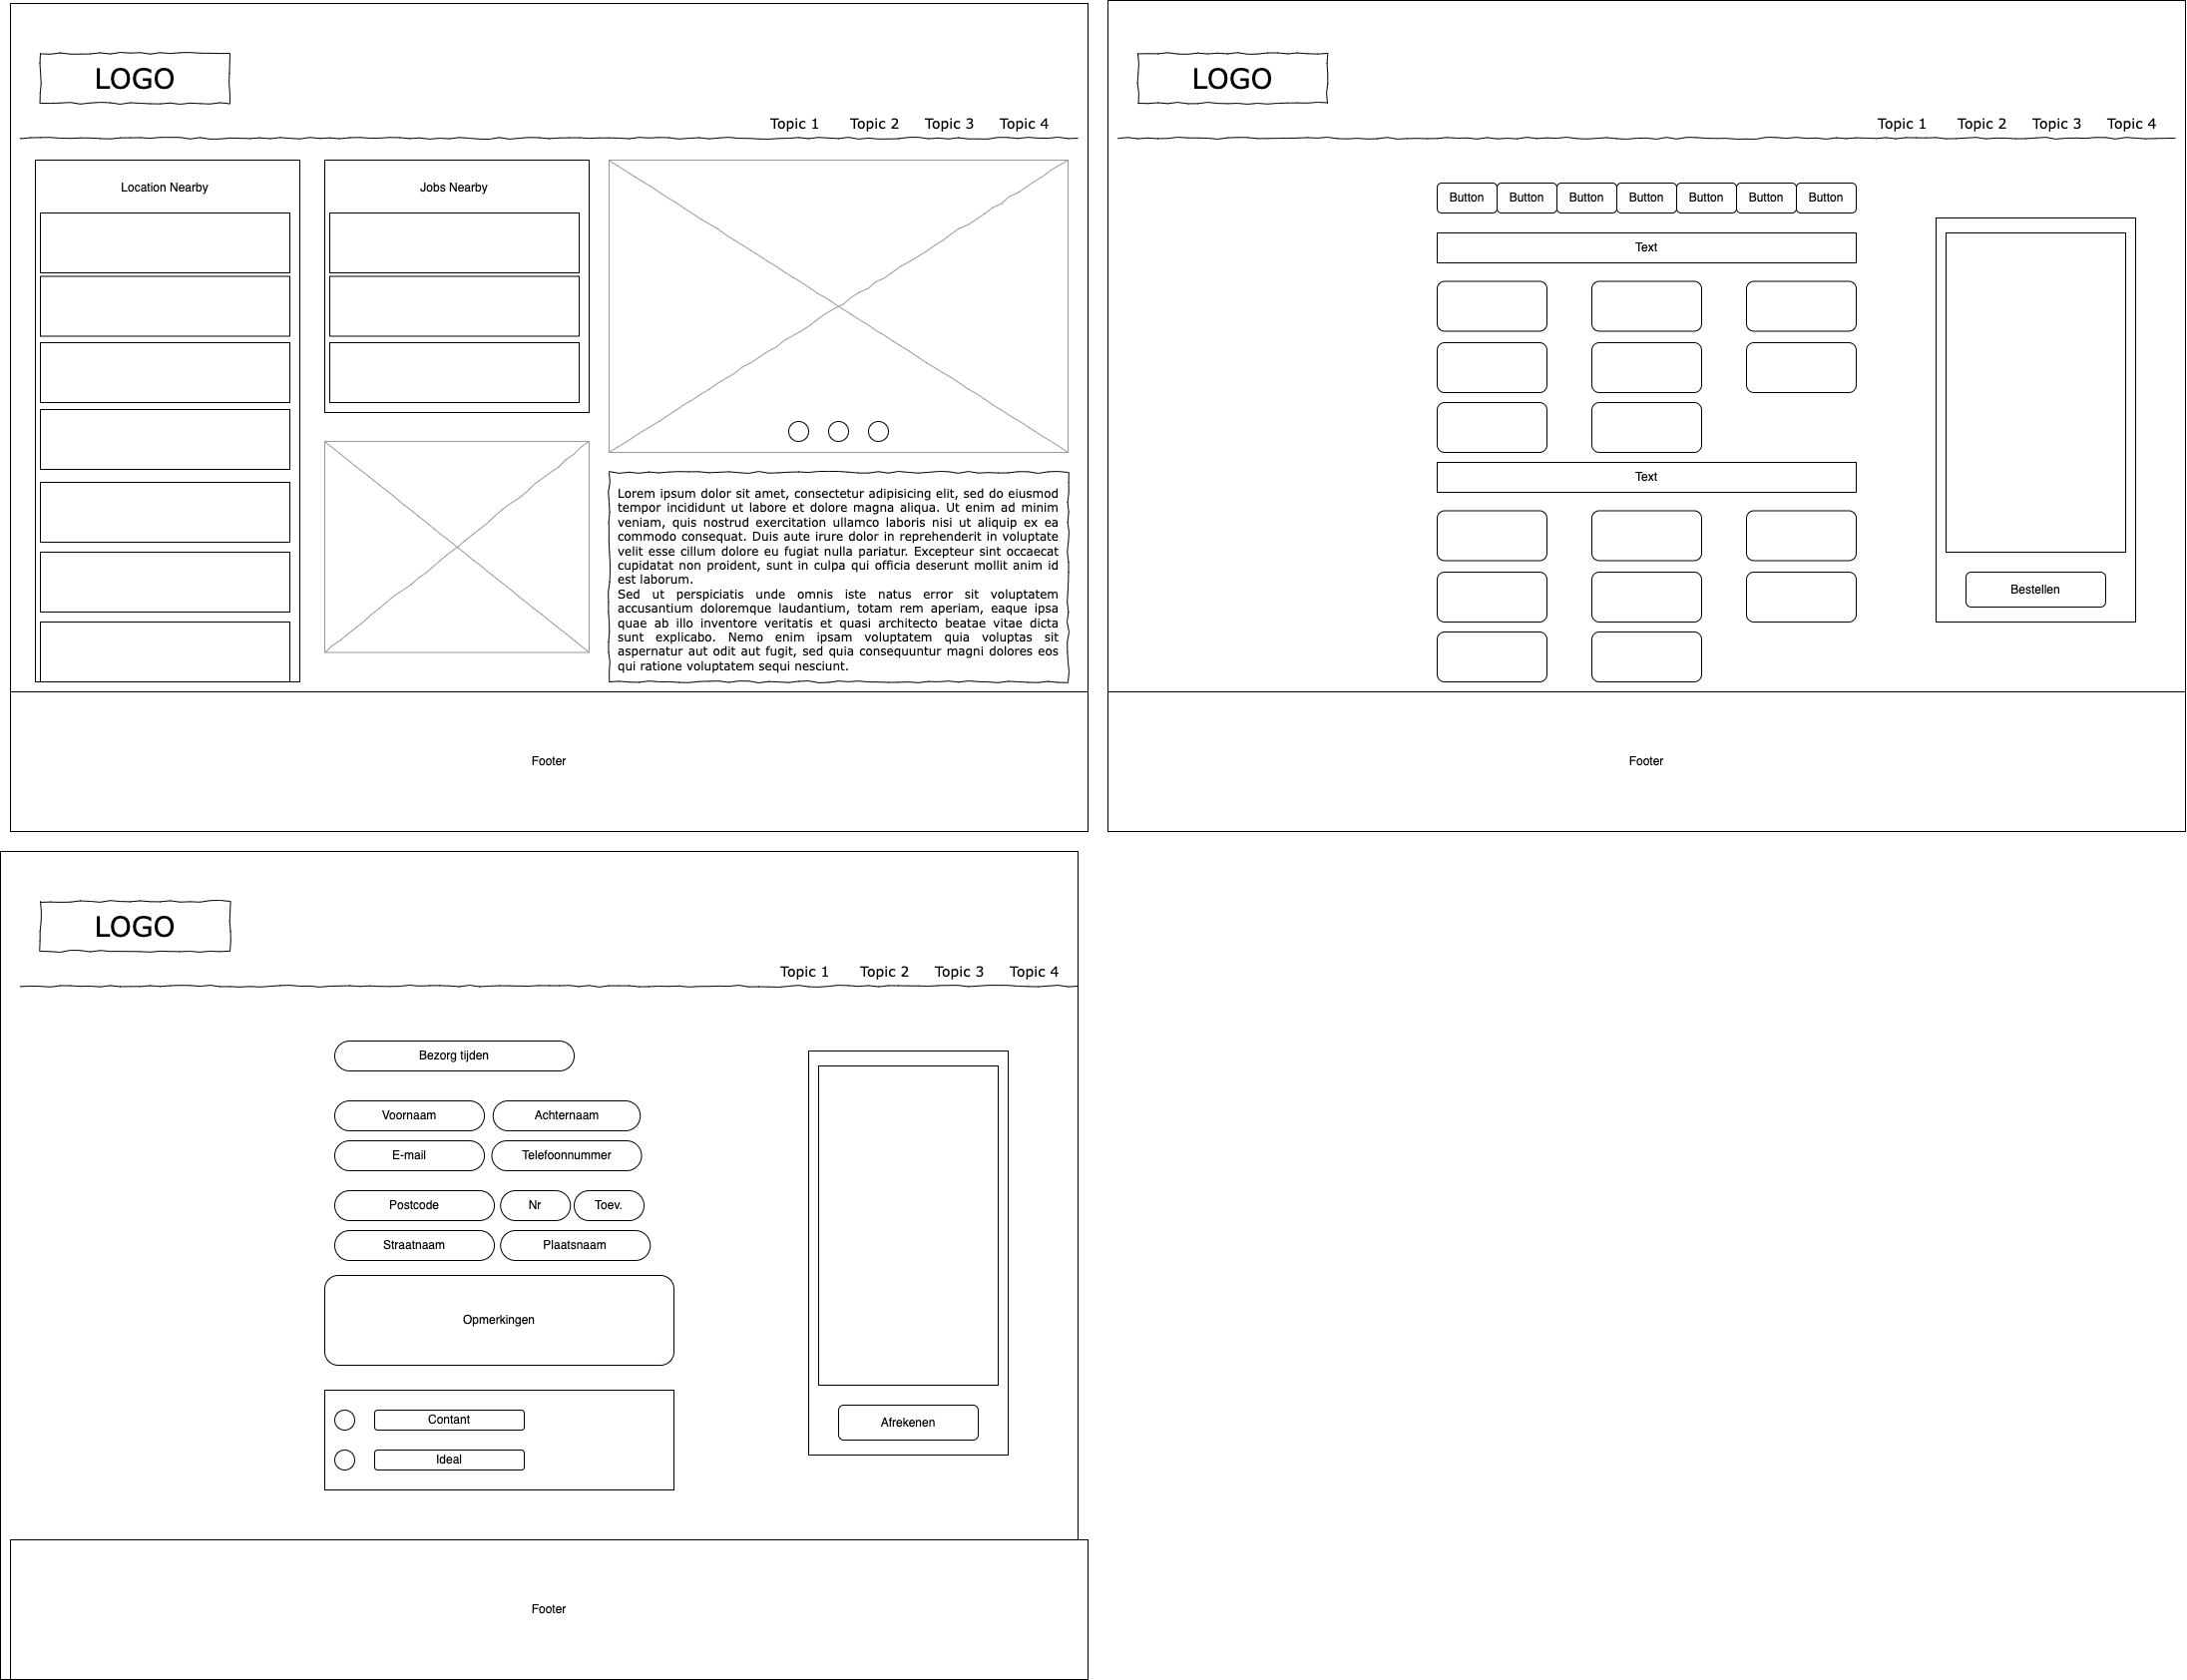 LOGO
Topic 1 Topic 2 Topic 3 Topic 4
Location Nearby
Jobs Nearby
Lorem ipsum dolor sit amet, consectetur adipisicing elit, sed do eiusmod
tempor incididunt ut labore et dolore magna aliqua. Ut enim ad minim
veniam, quis nostrud exercitation ullamco laboris nisi ut aliquip ex ea
commodo consequat. Duis aute irure dolor in reprehenderit in voluptate
velit esse cillum dolore eu fugiat nulla pariatur. Excepteur sint occaecat
cupidatat non proident, sunt in culpa qui officia deserunt mollit anim id
est laborum.
Sed ut perspiciatis unde omnis iste natus error sit voluptatem
accusantium doloremque laudantium, totam rem aperiam, eaque ipsa
quae ab illo inventore veritatis et quasi architecto beatae vitae dicta
sunt explicabo. Nemo enim ipsam voluptatem quia voluptas sit
aspernatur aut odit aut fugit, sed quia consequuntur magni dolores eos
qui ratione voluptatem sequi nesciunt.
Footer
LOGO
Topic 1 Topic 2 Topic 3 Topic 4
Button Button Button Button Button Button Button
Text
Text
Bestellen
Footer
LOGO
Topic 1 Topic 2 Topic 3 Topic 4
Bezorg tijden
Voornaam Achternaam
E-mail Telefoonnummer
Postcode Nr Toev.
Straatnaam Plaatsnaam
Opmerkingen
Contant
Ideal
Afrekenen
Footer